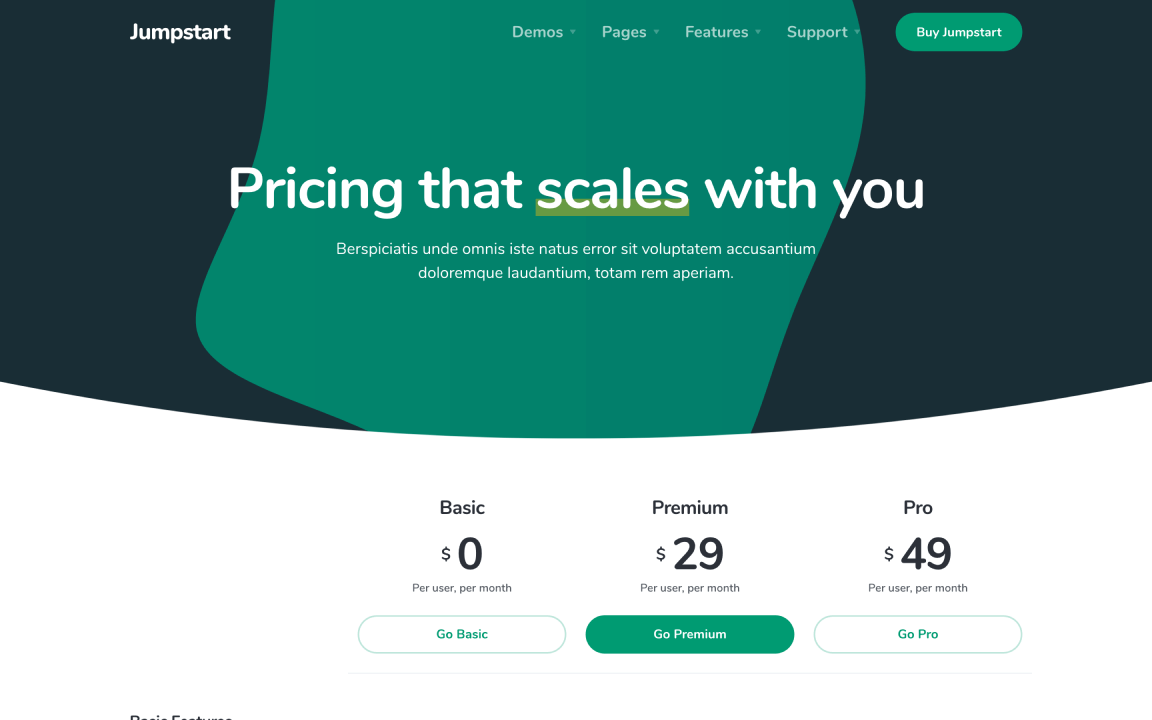 Jumpstart
Demos
Pages
Features
Support
Buy Jumpstart
Pricing that scales with you
Berspiciatis unde omnis iste natus error sit voluptatem accusantium
doloremque laudantium, totam rem aperiam.
Basic
$ 0
Per user, per month
Go Basic
Premium
$ 29
Per user, per month
Go Premium
Pro
$ 49
Per user, per month
Go Pro
Basic Features